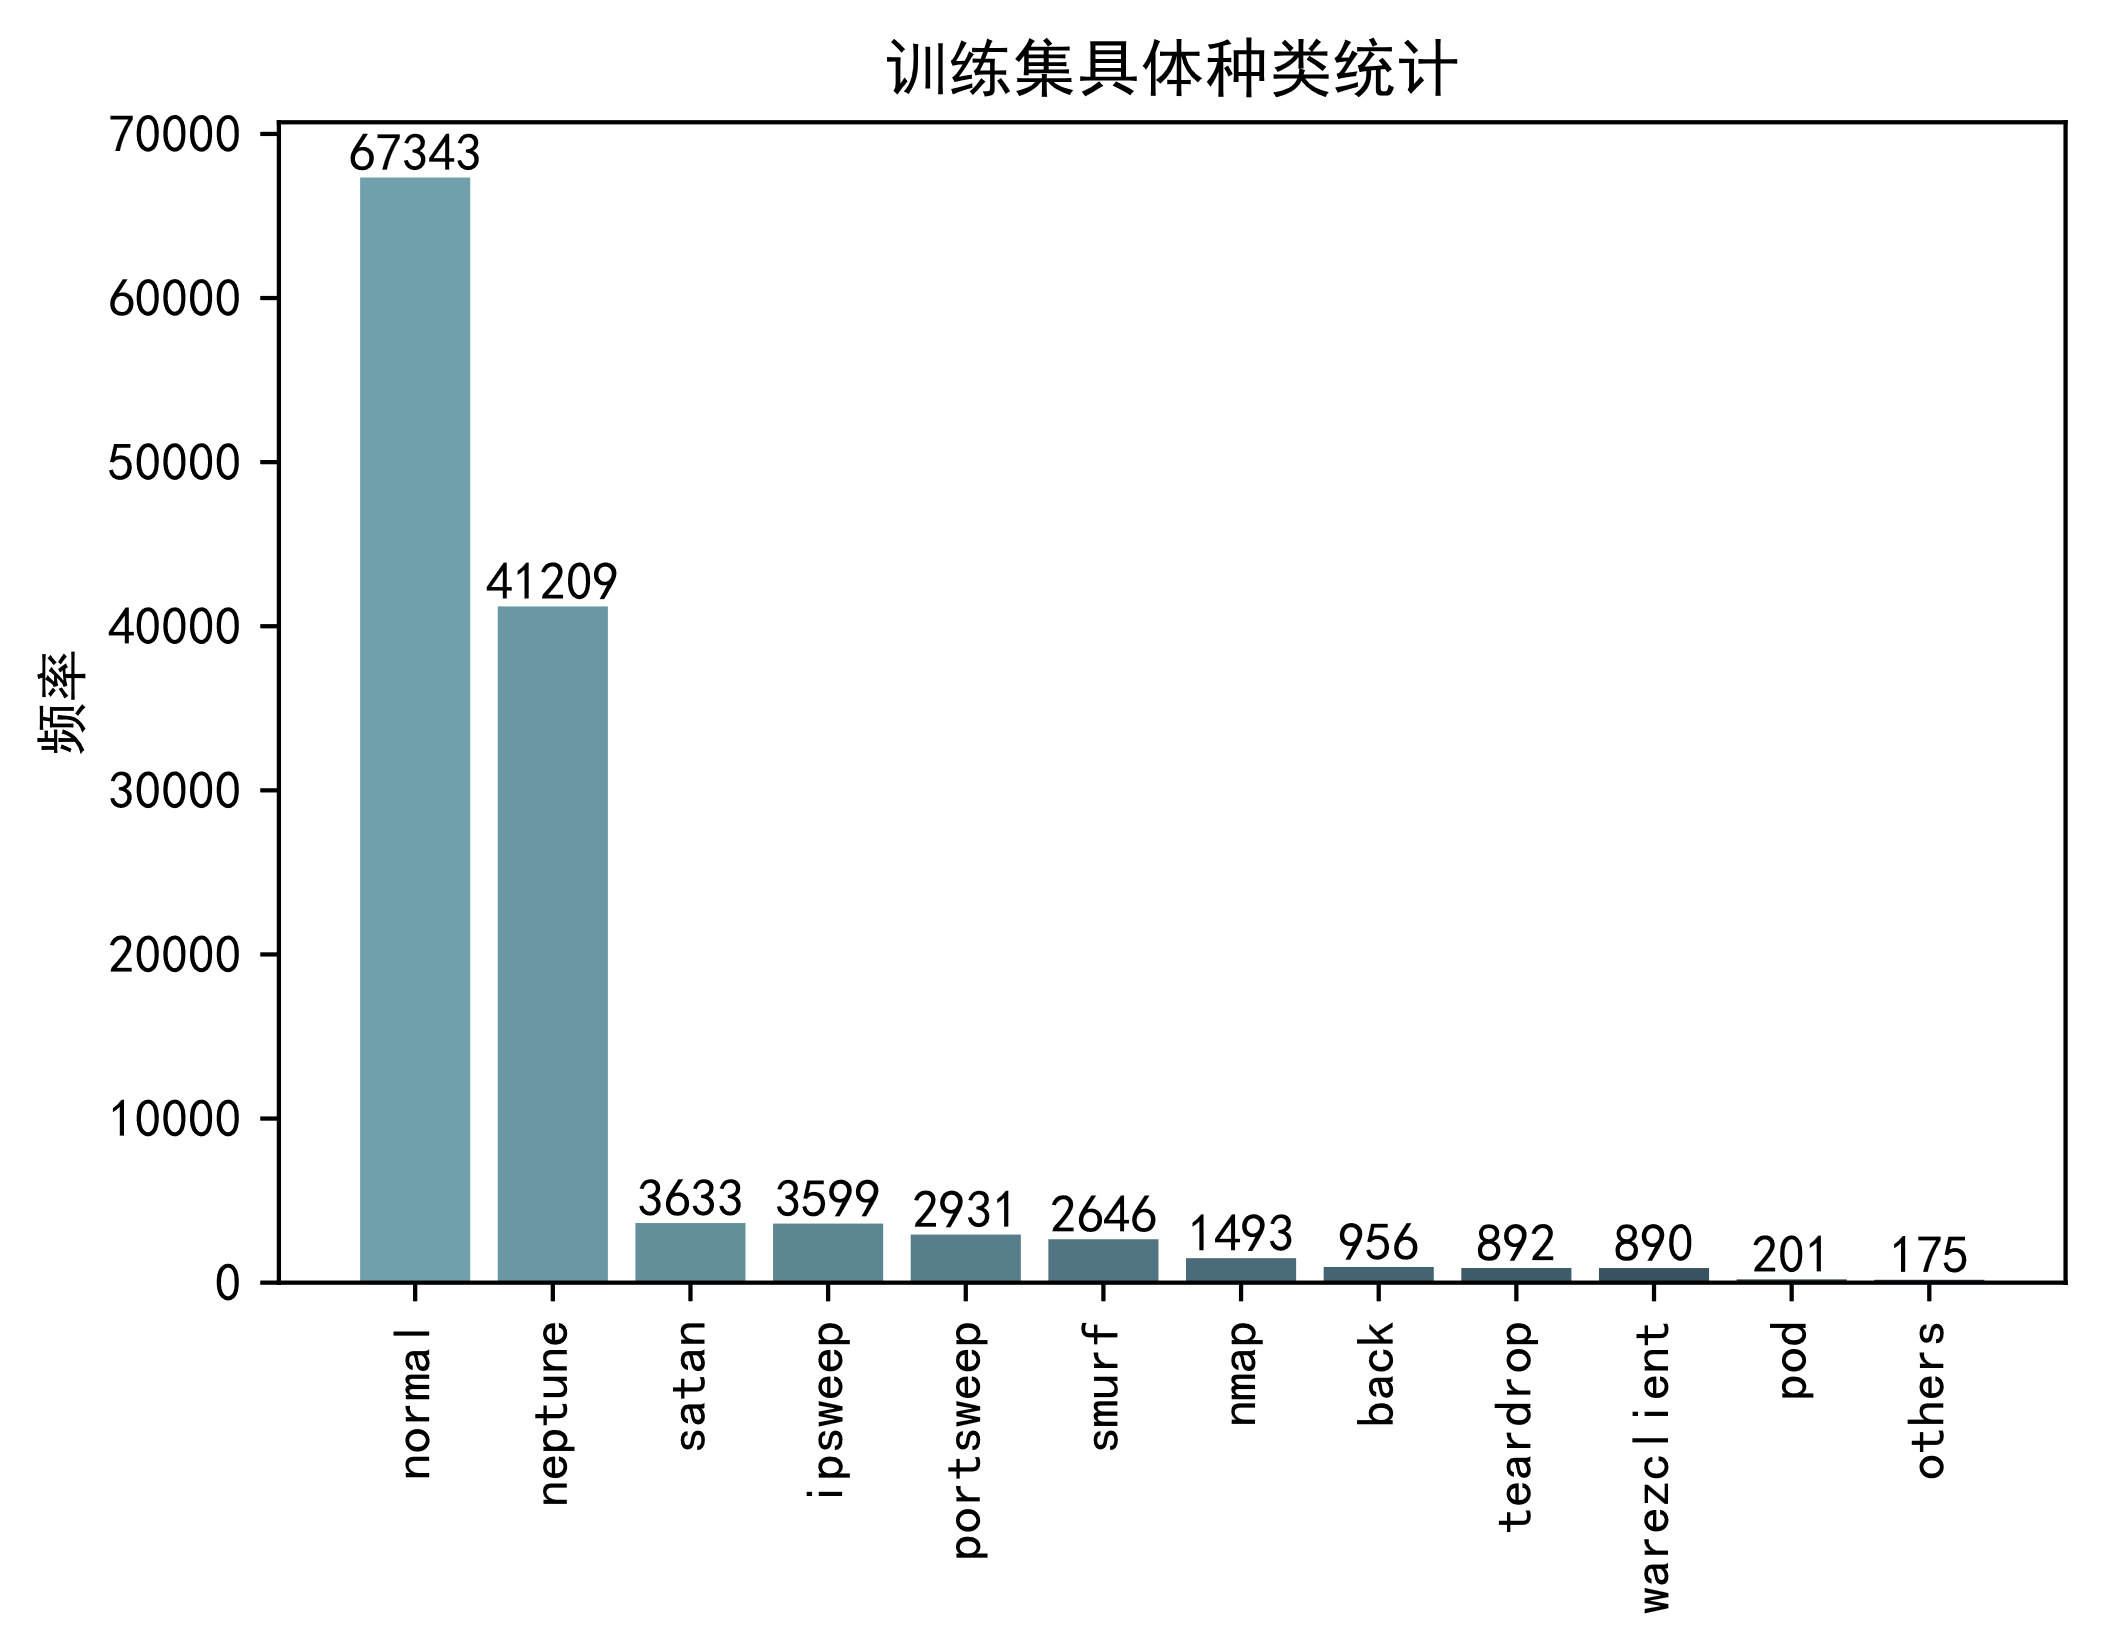 训练集具体种类统计
频率
70000
60000
50000
40000
30000
20000
10000
0
67343
41209
3633
3599
2931
2646
1493
956
892
890
201
175
normal
neptune
satan
ipsweep
portsweep
smurf
nmap
back
teardrop
warezclient
pod
others